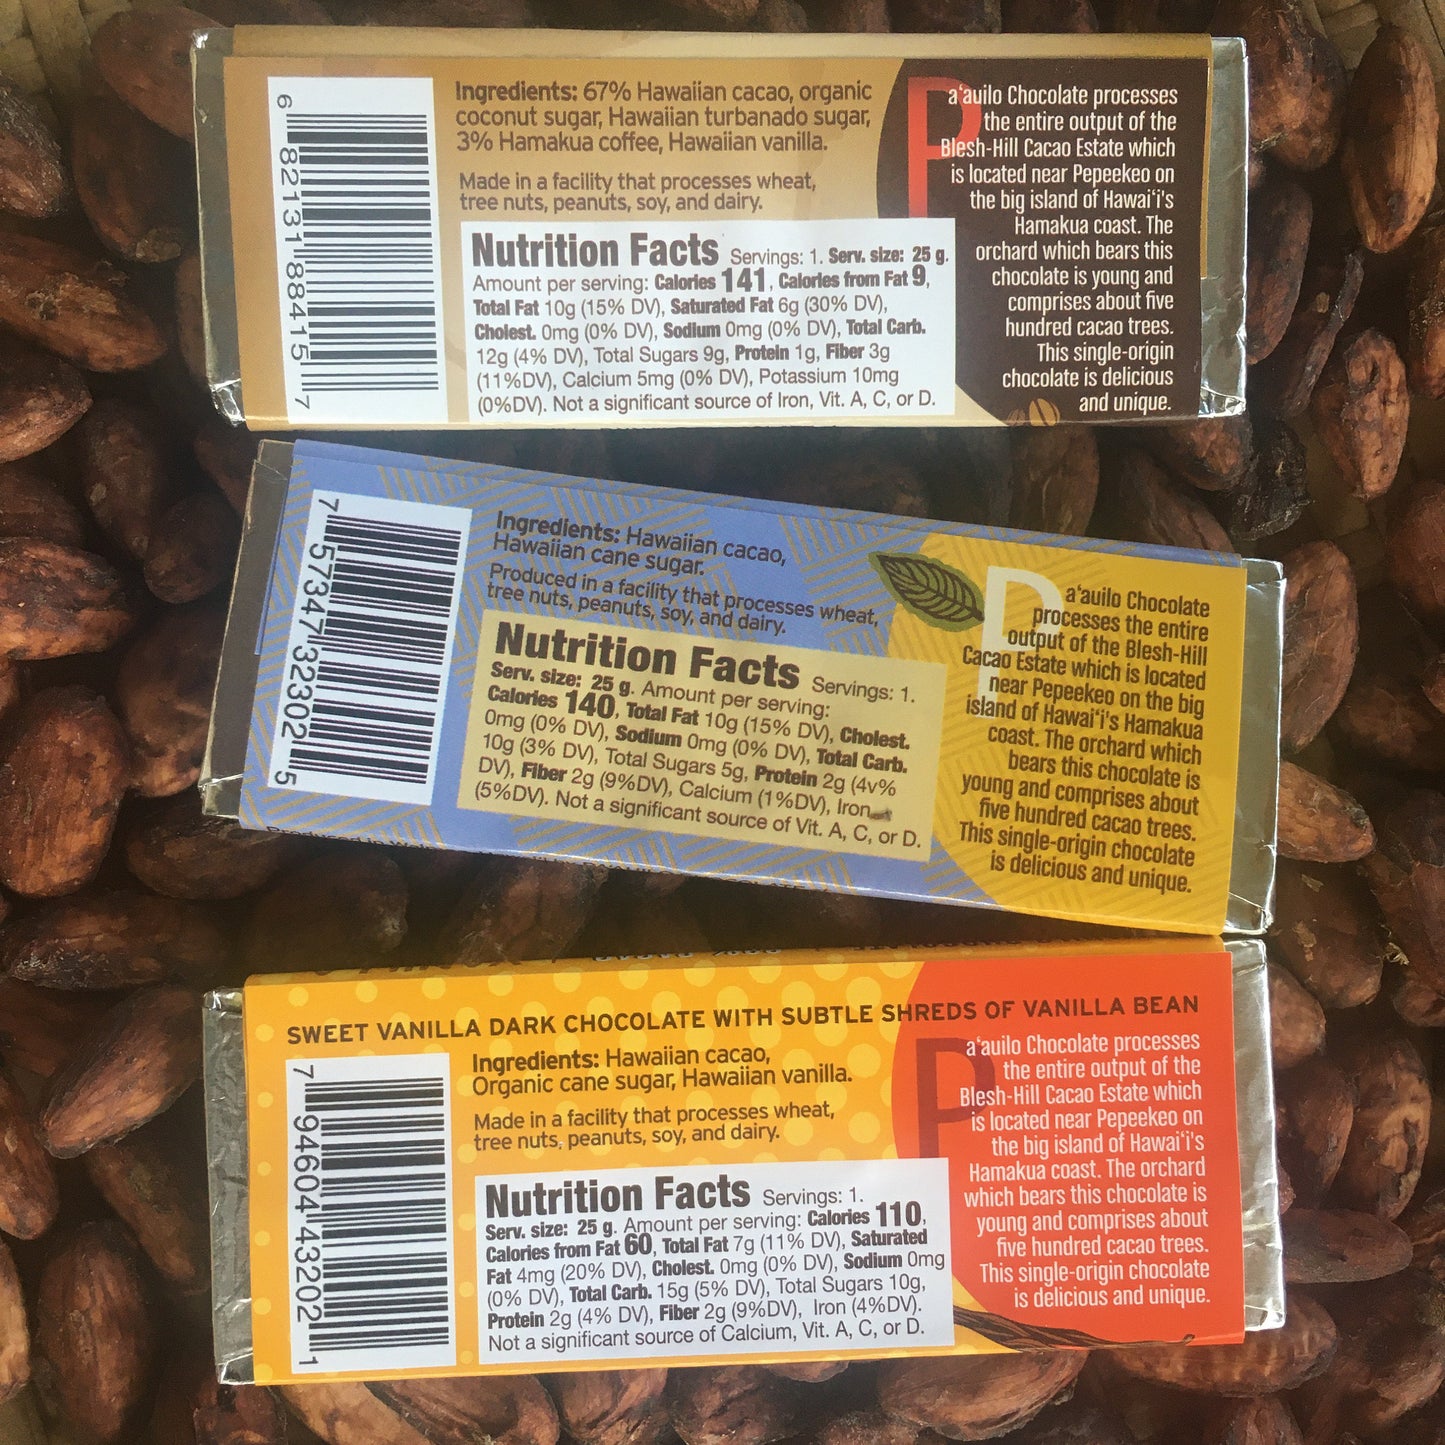 6 82131 88415 7
Ingredients: 67% Hawaiian cacao, organic
coconut sugar, Hawaiian turbanado sugar,
3% Hamakua coffee, Hawaiian vanilla.
Made in a facility that processes wheat,
tree nuts, peanuts, soy, and dairy.
Nutrition Facts Servings: 1. Serv. size: 25 g.
Amount per serving: Calories 141, Calories from Fat 9,
Total Fat 10g (15% DV), Saturated Fat 6g (30% DV),
Cholest. 0mg (0% DV), Sodium 0mg (0% DV), Total Carb.
12g (4% DV), Total Sugars 9g, Protein 1g, Fiber 3g
(11%DV), Calcium 5mg (0% DV), Potassium 10mg
(0%DV). Not a significant source of Iron, Vit. A, C, or D.
Pa‘auilo Chocolate processes
the entire output of the
Blesh-Hill Cacao Estate which
is located near Pepeekeo on
the big island of Hawai‘i's
Hamakua coast. The
orchard which bears this
chocolate is young and
comprises about five
hundred cacao trees.
This single-origin
chocolate is delicious
and unique.
7 57347 32302 5
Ingredients: Hawaiian cacao,
Hawaiian cane sugar.
Produced in a facility that processes wheat,
tree nuts, peanuts, soy, and dairy.
Nutrition Facts Servings: 1.
Serv. size: 25 g. Amount per serving:
Calories 140, Total Fat 10g (15% DV), Cholest.
0mg (0% DV), Sodium 0mg (0% DV), Total Carb.
10g (3% DV), Total Sugars 5g, Protein 2g (4v%
DV), Fiber 2g (9%DV), Calcium (1%DV), Iron
(5%DV). Not a significant source of Vit. A, C, or D.
Pa‘auilo Chocolate
processes the entire
output of the Blesh-Hill
Cacao Estate which is located
near Pepeekeo on the big
island of Hawai‘i's Hamakua
coast. The orchard which
bears this chocolate is
young and comprises about
five hundred cacao trees.
This single-origin chocolate
is delicious and unique.
SWEET VANILLA DARK CHOCOLATE WITH SUBTLE SHREDS OF VANILLA BEAN
7 94604 43202 1
Ingredients: Hawaiian cacao,
Organic cane sugar, Hawaiian vanilla.
Made in a facility that processes wheat,
tree nuts, peanuts, soy, and dairy.
Nutrition Facts Servings: 1.
Serv. size: 25 g. Amount per serving: Calories 110,
Calories from Fat 60, Total Fat 7g (11% DV), Saturated
Fat 4mg (20% DV), Cholest. 0mg (0% DV), Sodium 0mg
(0% DV), Total Carb. 15g (5% DV), Total Sugars 10g,
Protein 2g (4% DV), Fiber 2g (9%DV), Iron (4%DV).
Not a significant source of Calcium, Vit. A, C, or D.
Pa‘auilo Chocolate processes
the entire output of the
Blesh-Hill Cacao Estate which
is located near Pepeekeo on
the big island of Hawai‘i's
Hamakua coast. The orchard
which bears this chocolate is
young and comprises about
five hundred cacao trees.
This single-origin chocolate
is delicious and unique.